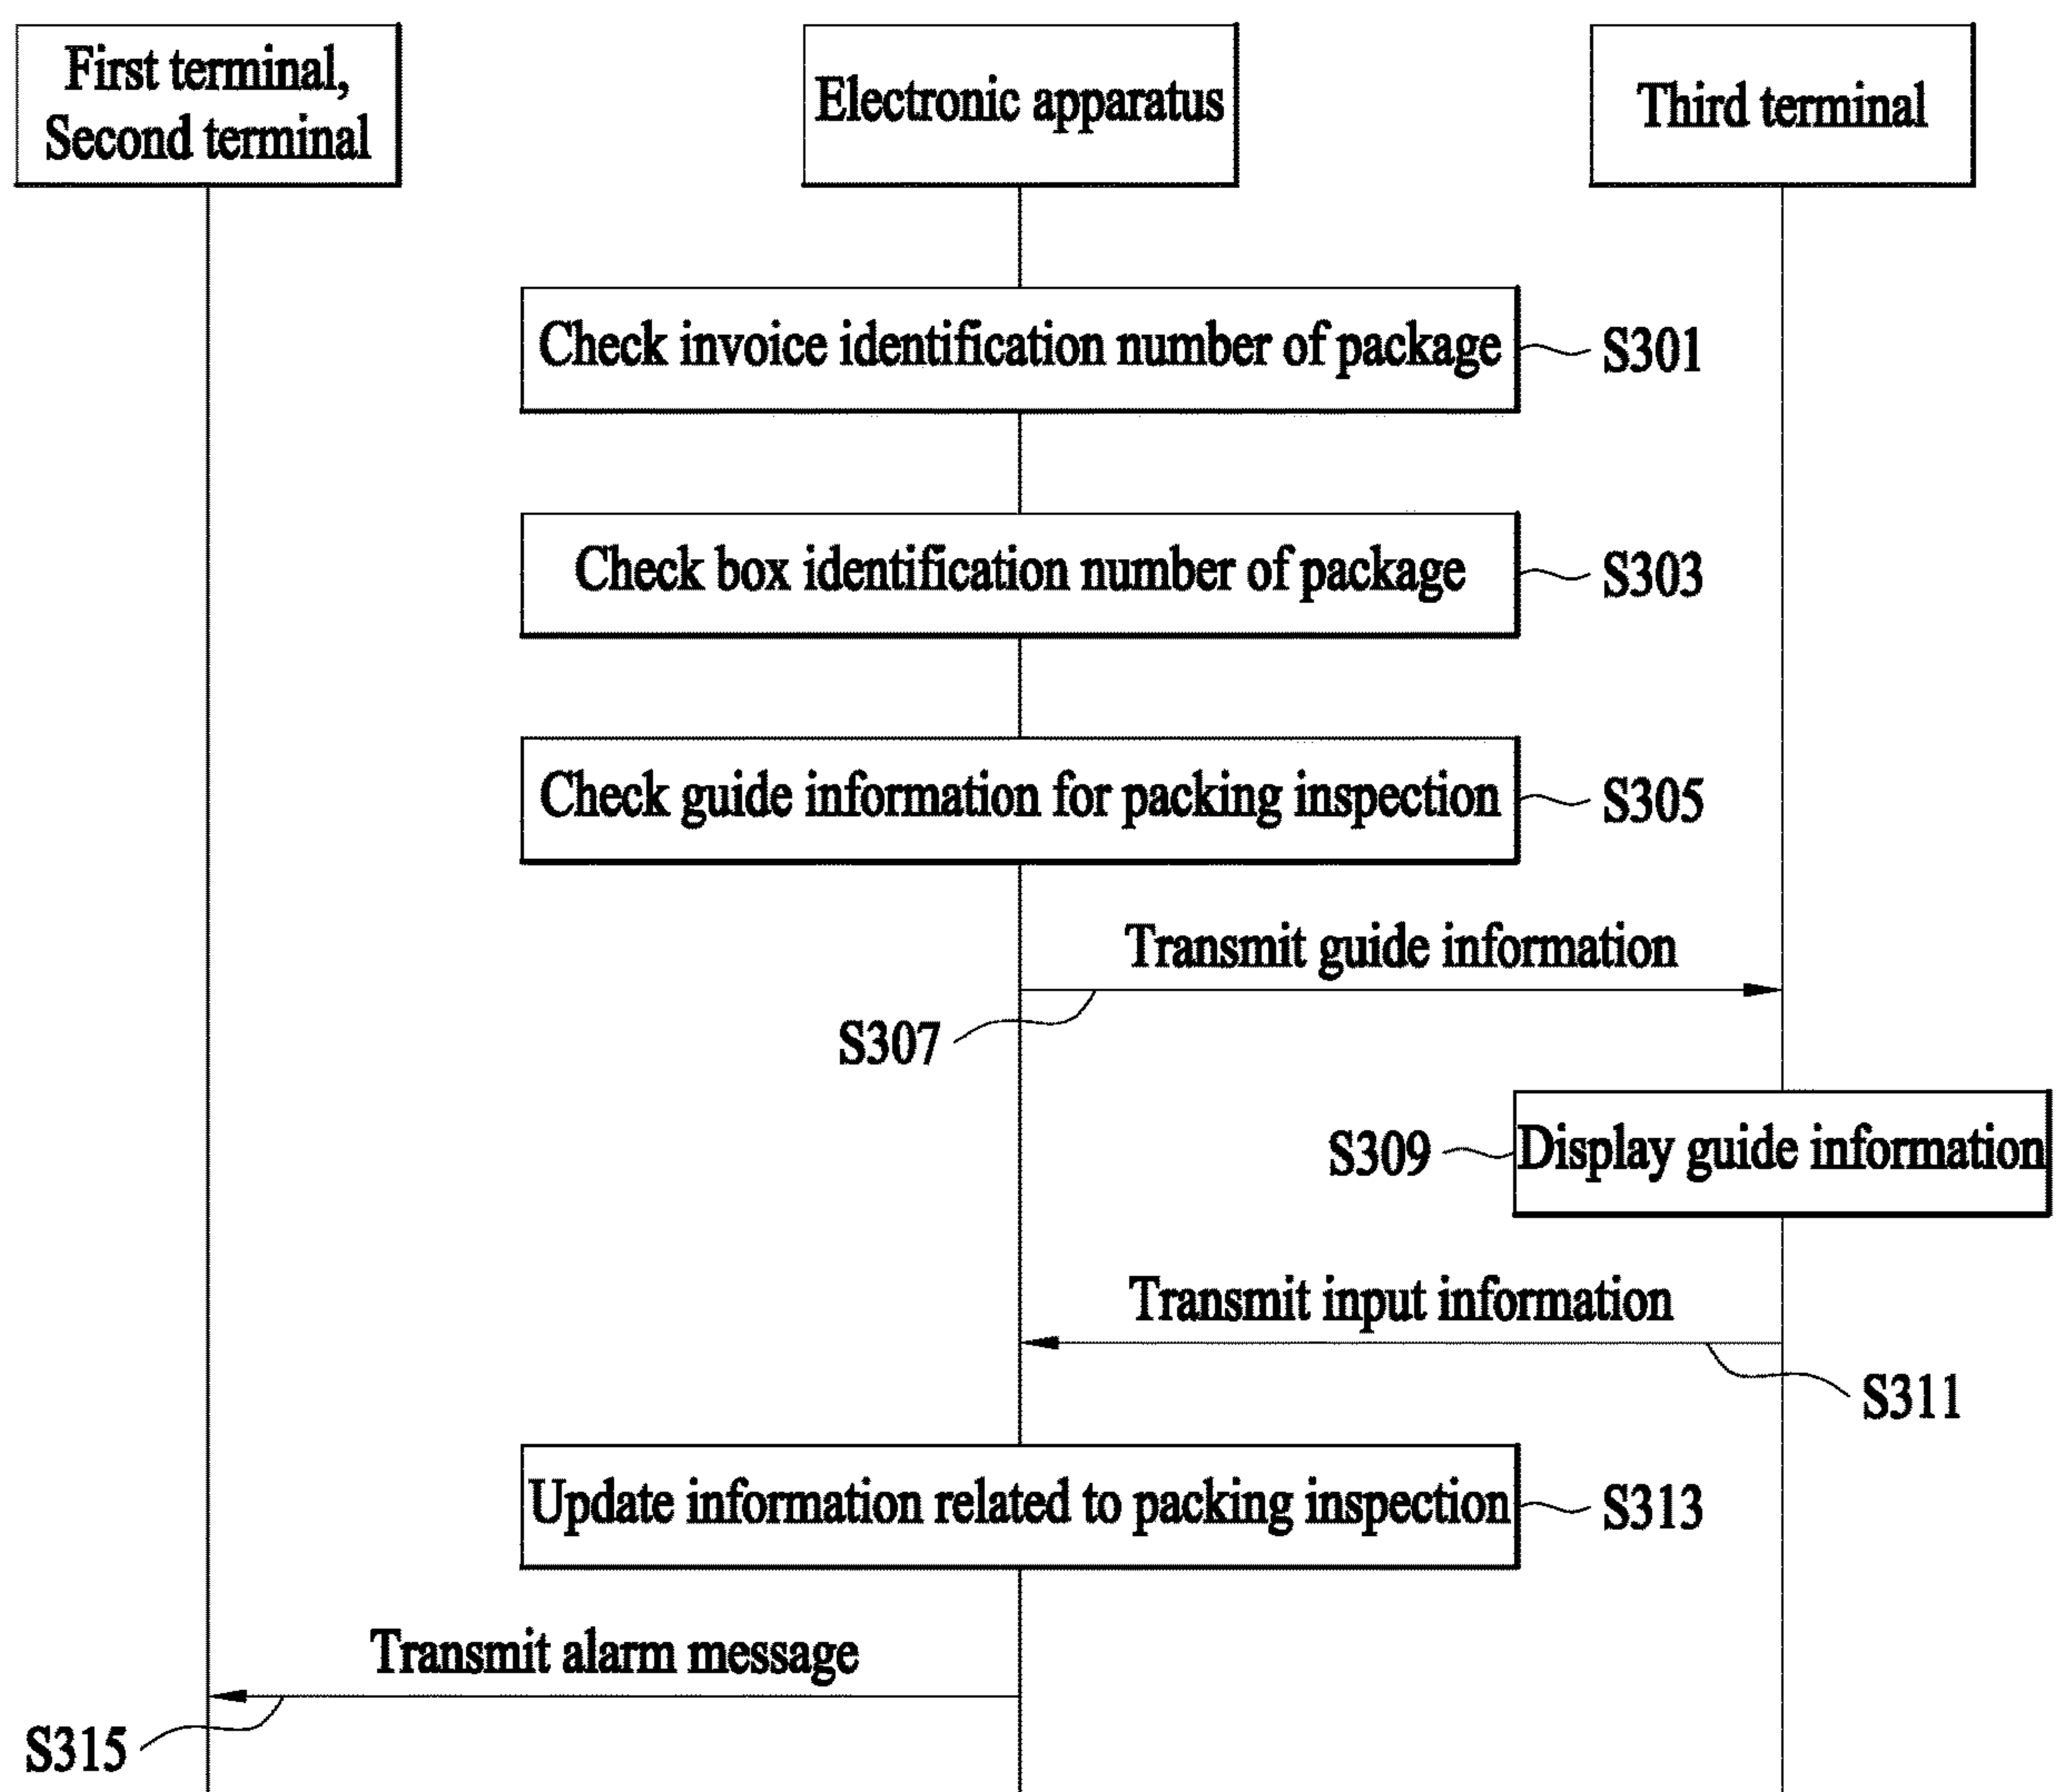 First terminal,
Second terminal
Electronic apparatus
Third terminal
Check invoice identification number of package
S301
Check box identification number of package
S303
Check guide information for packing inspection
S305
Transmit guide information
S307
S309
Display guide information
Transmit input information
S311
Update information related to packing inspection
S313
Transmit alarm message
S315